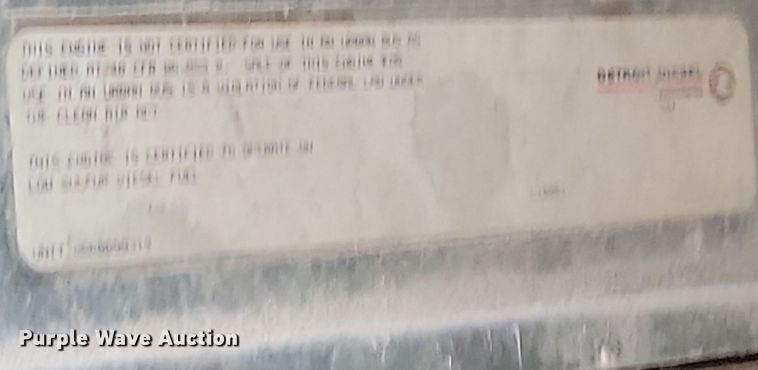 THIS ENGINE IS NOT CERTIFIED FOR USE IN AN URBAN BUS AS
DEFINED AT 40 CFR SALE OF THIS ENGINE FOR
USE IN AN URBAN BUS IS A VIOLATION OF FEDERAL LAW UNDER
THE CLEAN AIR ACT
DETROIT DIESEL
THIS ENGINE IS CERTIFIED TO OPERATE ON
LOW SULFUR DIESEL FUEL
UNIT
Purple Wave Auction